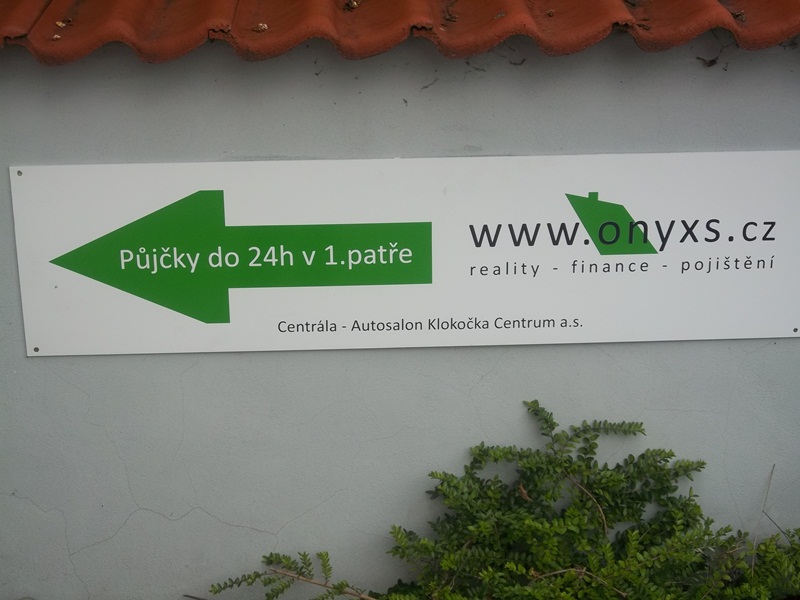 Půjčky do 24h v 1.patře
www.onyxs.cz
reality - finance - pojištění
Centrála - Autosalon Klokočka Centrum a.s.